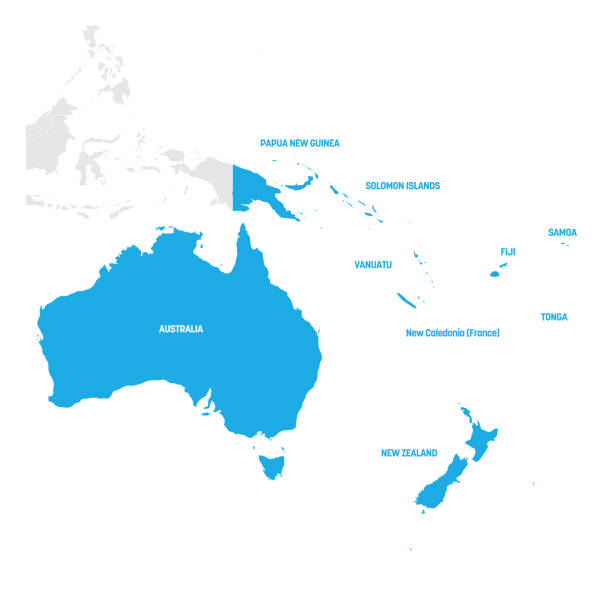 PAPUA NEW GUINEA
SOLOMON ISLANDS
SAMOA
FIJI
VANUATU
TONGA
AUSTRALIA
New Caledonia (France)
NEW ZEALAND